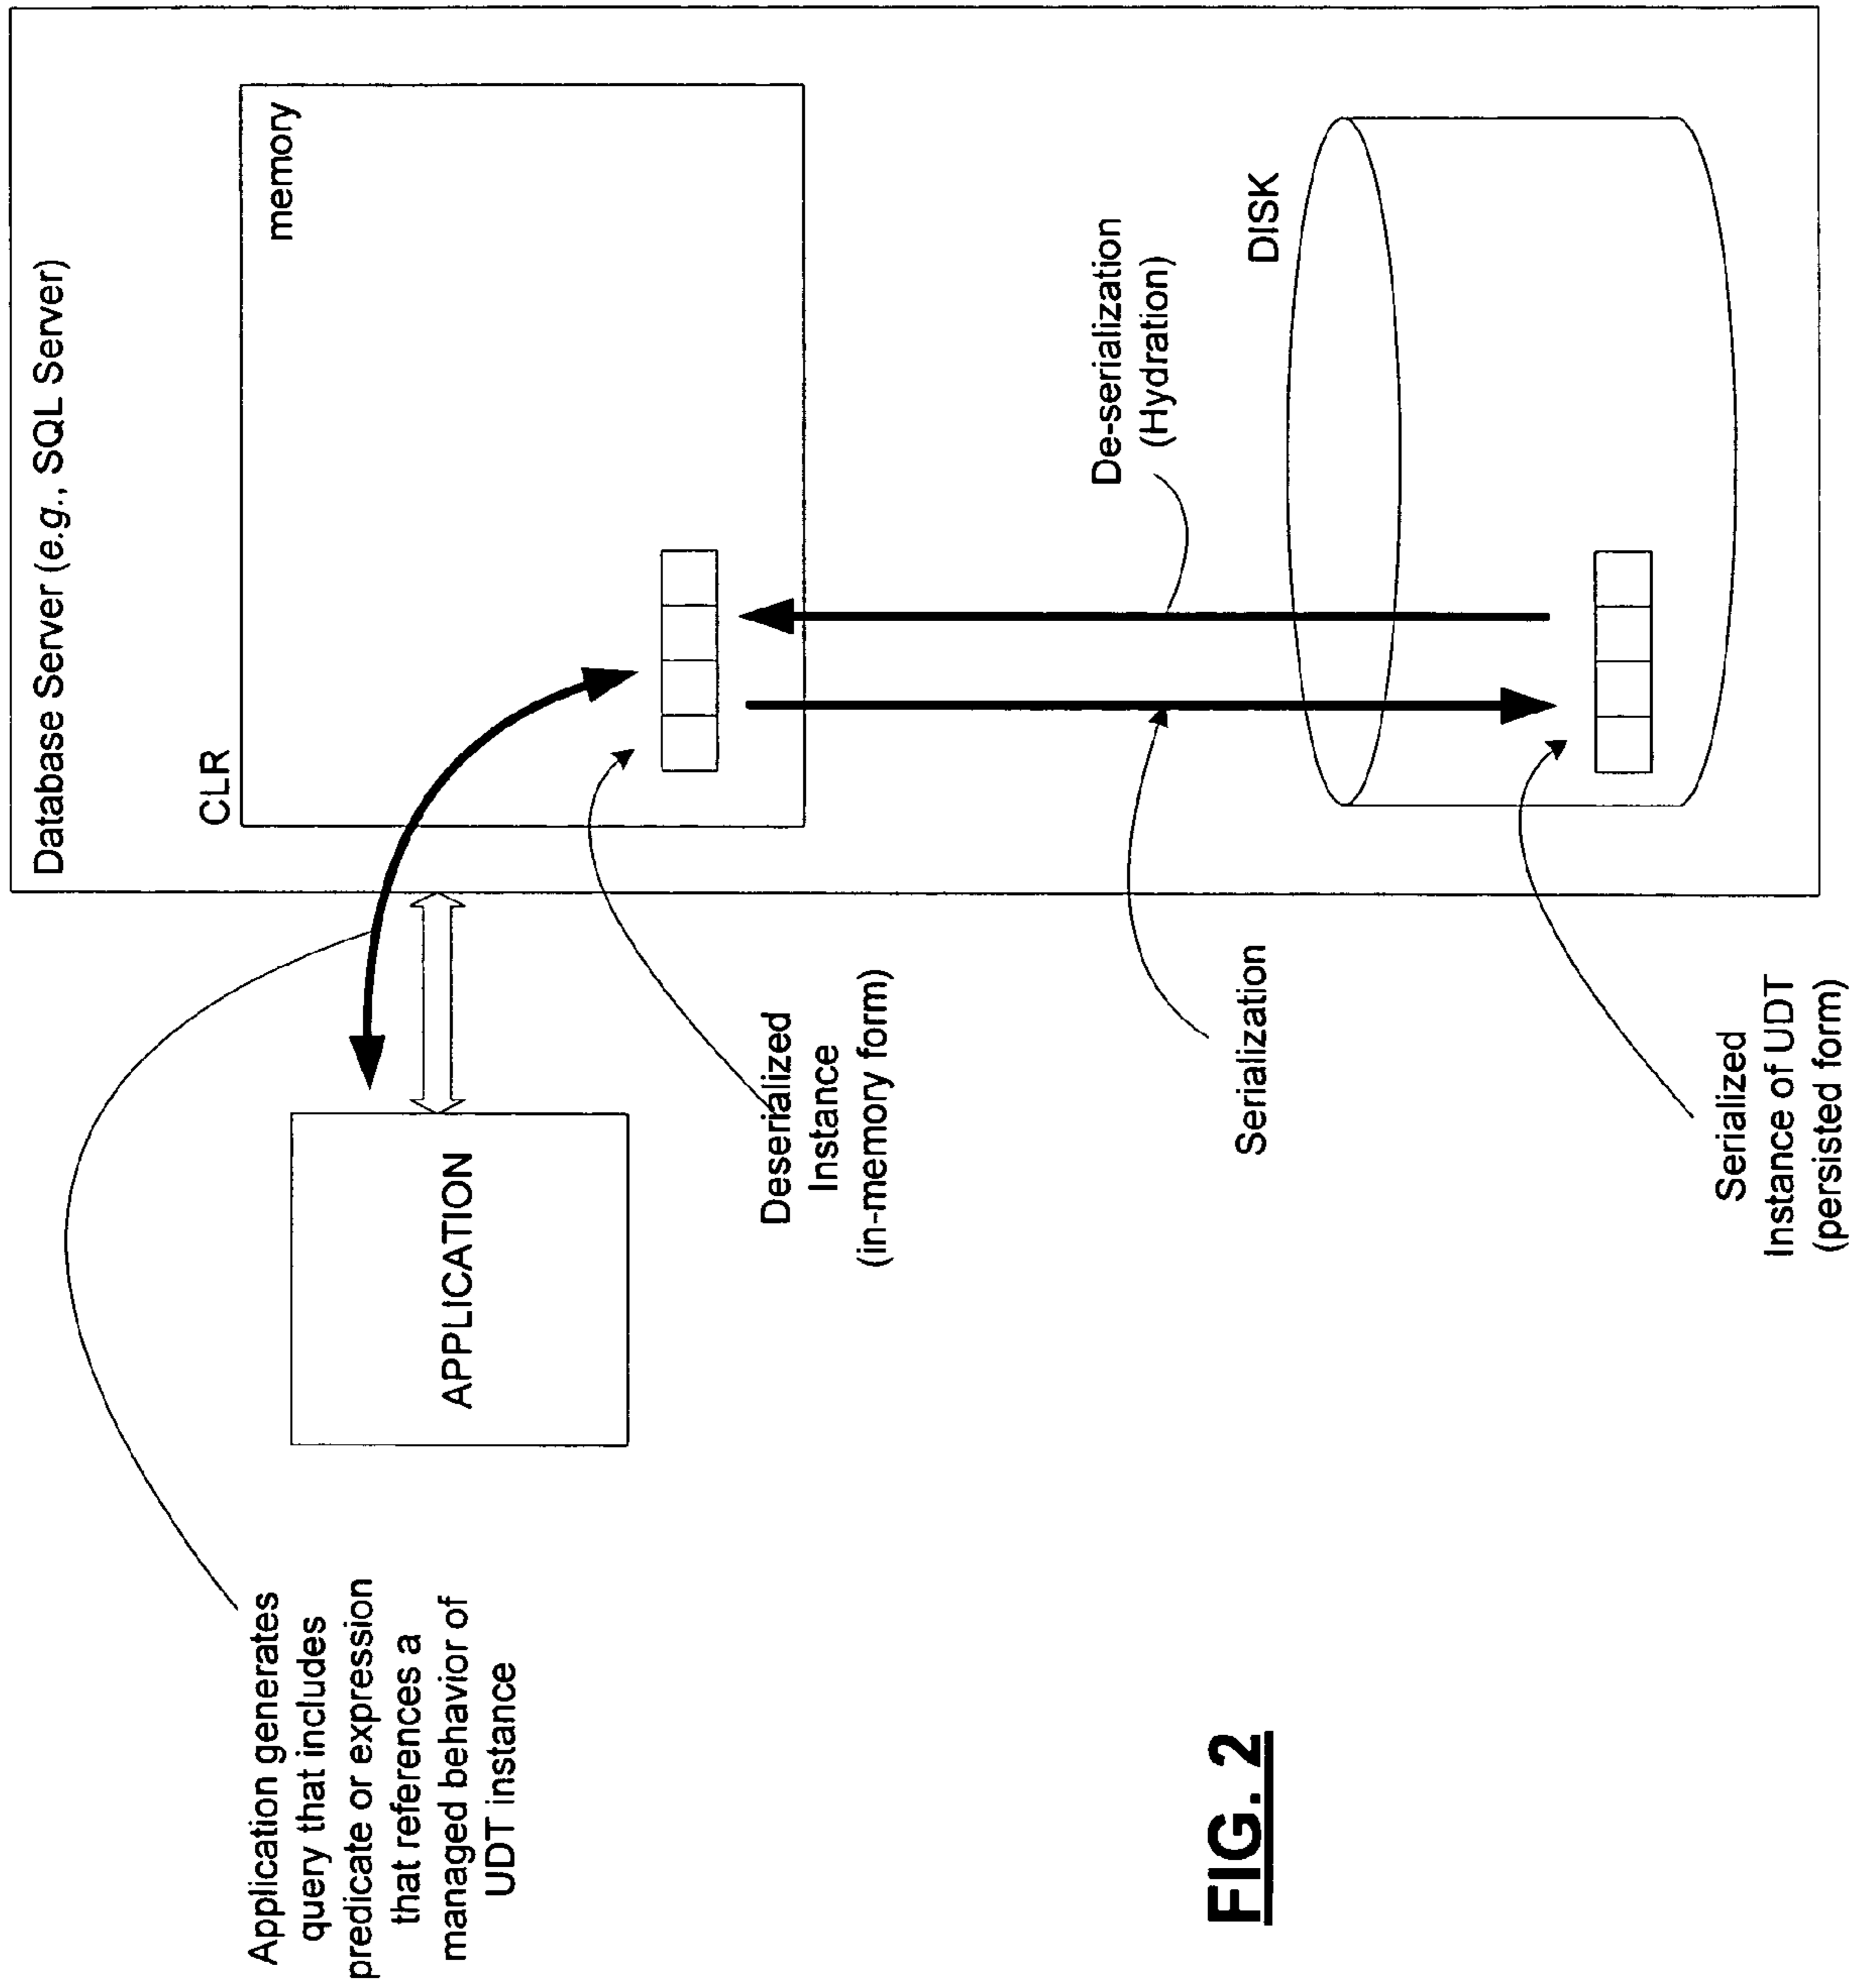 Database Server (e.g., SQL Server)
CLR
memory
Application generates
query that includes
predicate or expression
that references a
managed behavior of
UDT instance
APPLICATION
Deserialized
Instance
(in-memory form)
De-serialization
(Hydration)
Serialization
DISK
Serialized
Instance of UDT
(persisted form)
FIG. 2